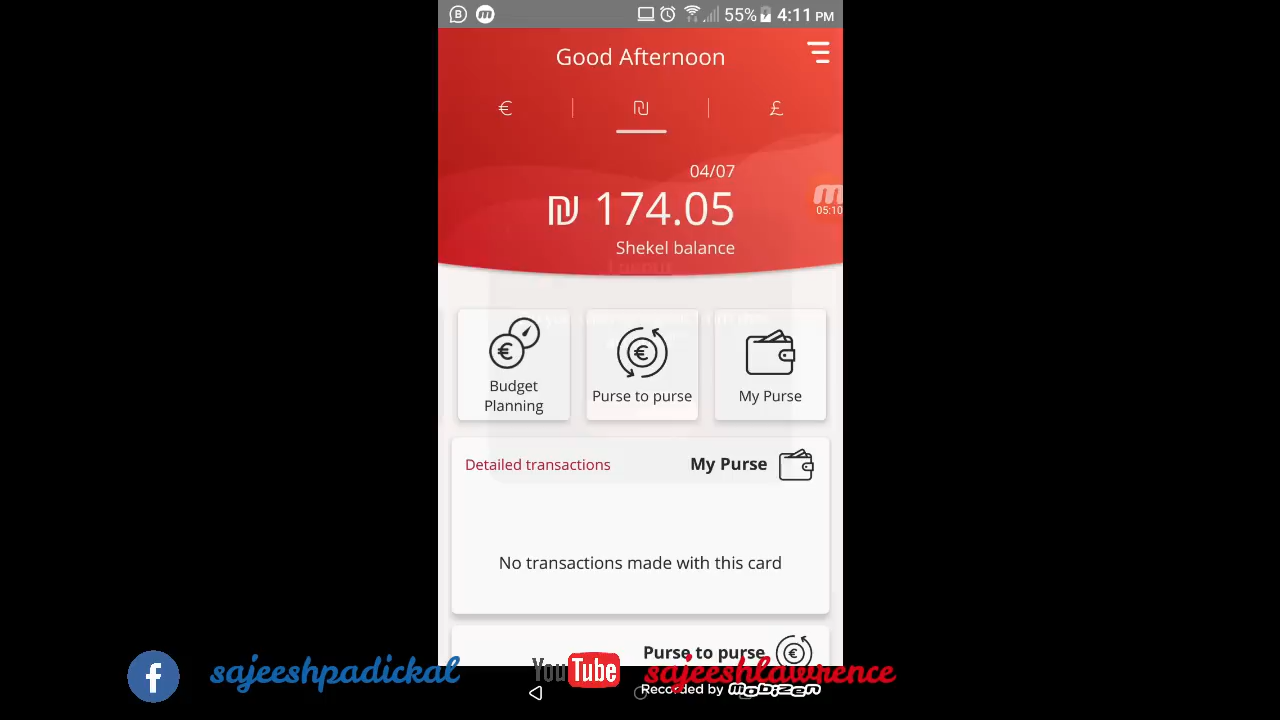 55% 4:11 PM
Good Afternoon
€ ₪ £
04/07
₪ 174.05
Shekel balance
05:10
Budget
Planning
Purse to purse
My Purse
Detailed transactions
My Purse
No transactions made with this card
Purse to purse
sajeeshpadickal
YouTube
sajeeshlawrence
Recorded by mobizen